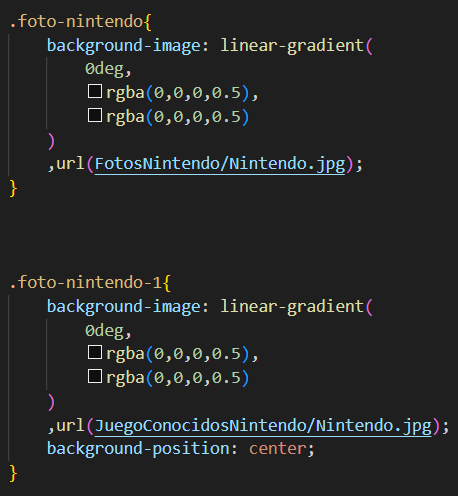 .foto-nintendo{
background-image: linear-gradient(
0deg,
rgba(0,0,0,0.5),
rgba(0,0,0,0.5)
)
,url(FotosNintendo/Nintendo.jpg);
}
.foto-nintendo-1{
background-image: linear-gradient(
0deg,
rgba(0,0,0,0.5),
rgba(0,0,0,0.5)
)
,url(JuegoConocidosNintendo/Nintendo.jpg);
background-position: center;
}